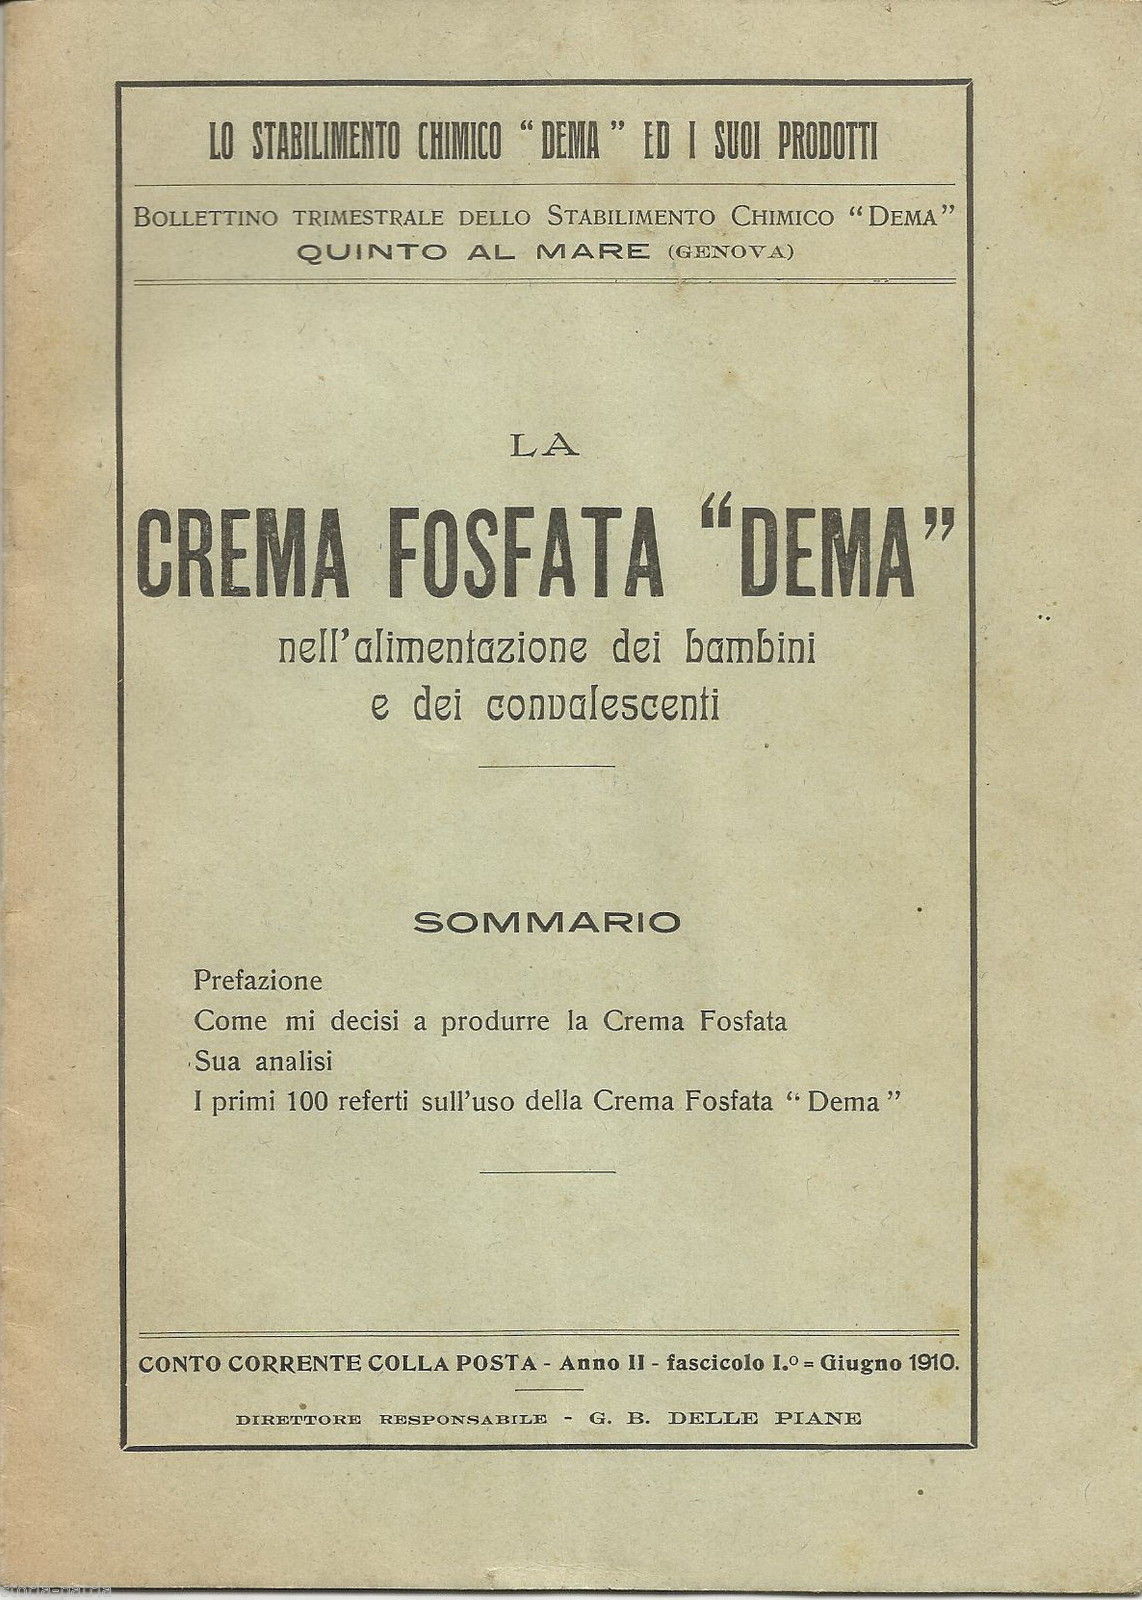 LO STABILIMENTO CHIMICO “DEMA” ED I SUOI PRODOTTI
BOLLETTINO TRIMESTRALE DELLO STABILIMENTO CHIMICO “DEMA”
QUINTO AL MARE (GENOVA)
LA
CREMA FOSFATA “DEMA”
nell'alimentazione dei bambini
e dei convalescenti
SOMMARIO
Prefazione
Come mi decisi a produrre la Crema Fosfata
Sua analisi
I primi 100 referti sull'uso della Crema Fosfata “Dema”
CONTO CORRENTE COLLA POSTA - Anno II - fascicolo I.º = Giugno 1910.
DIRETTORE RESPONSABILE - G. B. DELLE PIANE
storia-patria